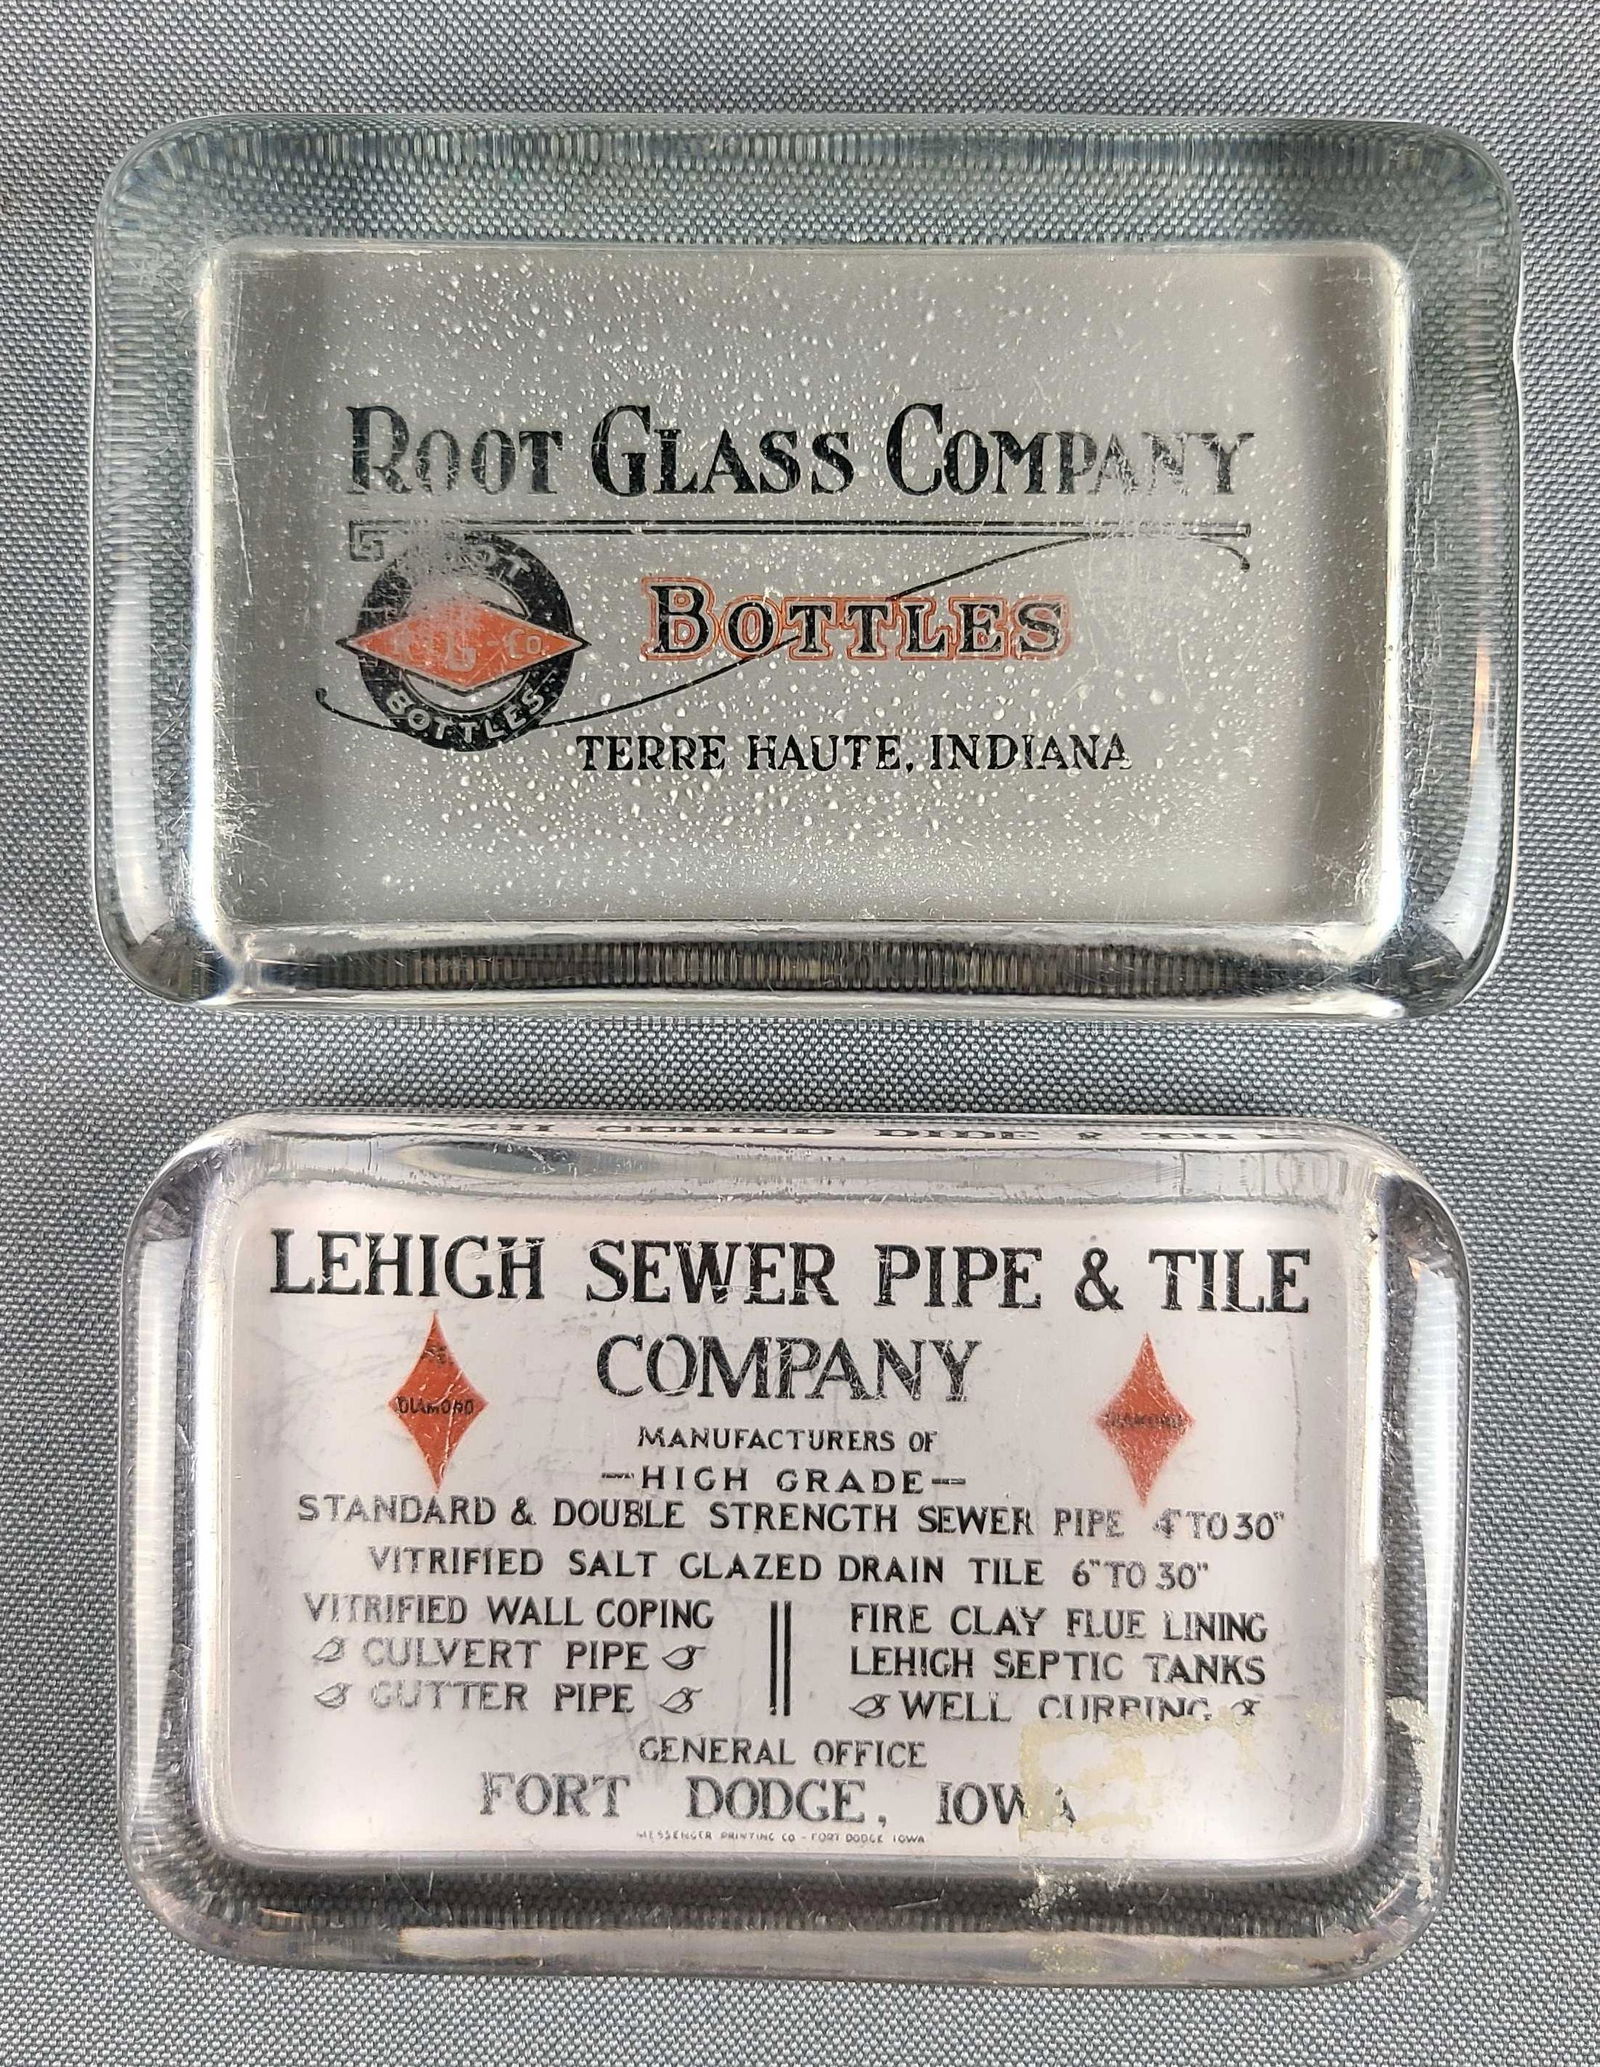 ROOT GLASS COMPANY
ROOT
R.G.-Co.
BOTTLES
BOTTLES
TERRE HAUTE, INDIANA
LEHIGH SEWER PIPE & TILE
COMPANY
DIAMOND
DIAMOND
MANUFACTURERS OF
—HIGH GRADE—
STANDARD & DOUBLE STRENGTH SEWER PIPE 4" TO 30"
VITRIFIED SALT GLAZED DRAIN TILE 6" TO 30"
VITRIFIED WALL COPING
CULVERT PIPE
GUTTER PIPE
FIRE CLAY FLUE LINING
LEHIGH SEPTIC TANKS
WELL CURBING
GENERAL OFFICE
FORT DODGE, IOWA
MESSENGER PRINTING CO - FORT DODGE IOWA